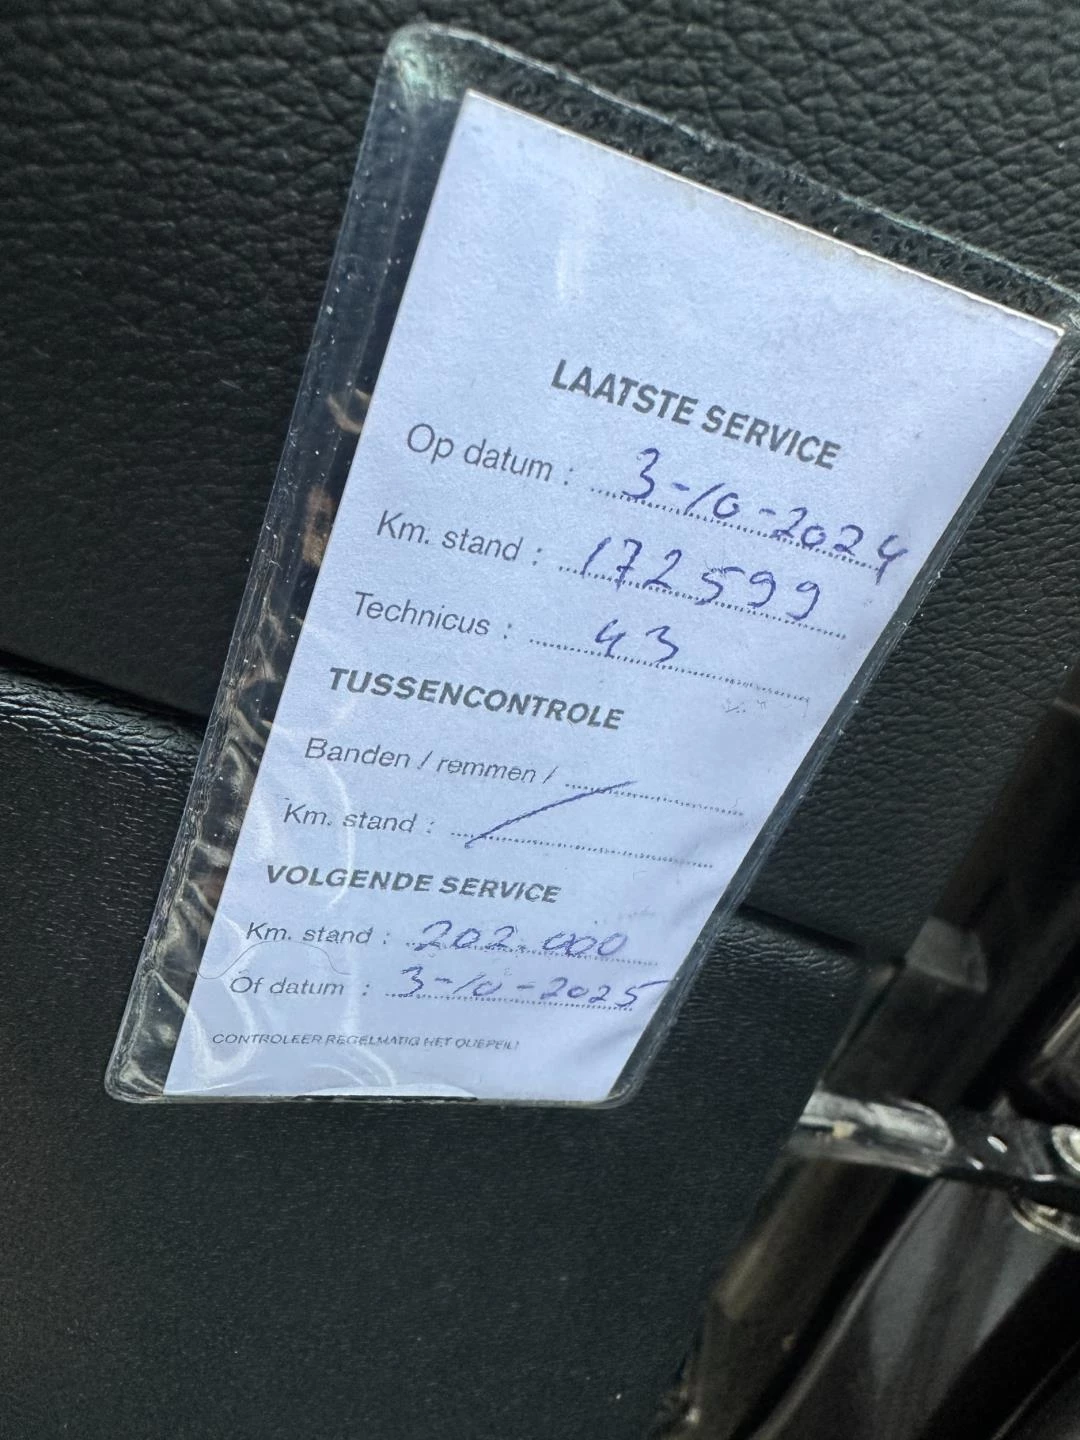 LAATSTE SERVICE
Op datum : 3-10-2024
Km. stand : 172599
Technicus : 43
TUSSENCONTROLE
Banden / remmen /
Km. stand :
VOLGENDE SERVICE
Km. stand : 202.000
Of datum : 3-10-2025
CONTROLEER REGELMATIG HET OLIEPEIL!